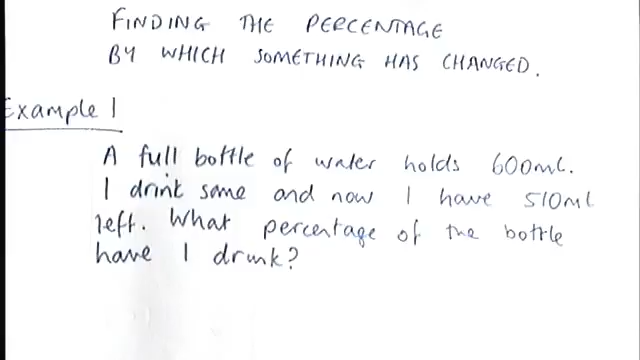 FINDING THE PERCENTAGE
BY WHICH SOMETHING HAS CHANGED.
Example 1
A full bottle of water holds 600ml.
I drink some and now I have 510ml
left. What percentage of the bottle
have I drunk?